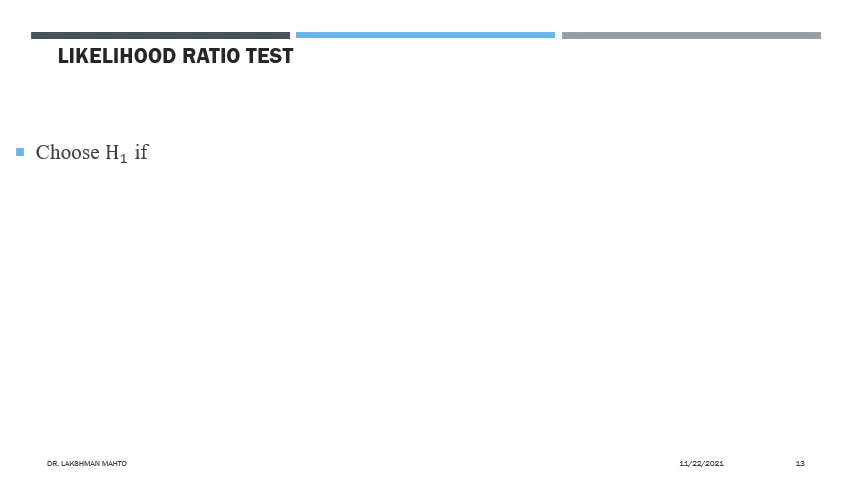 LIKELIHOOD RATIO TEST
Choose H₁ if
DR. LAKSHMAN MAHTO 11/22/2021 13